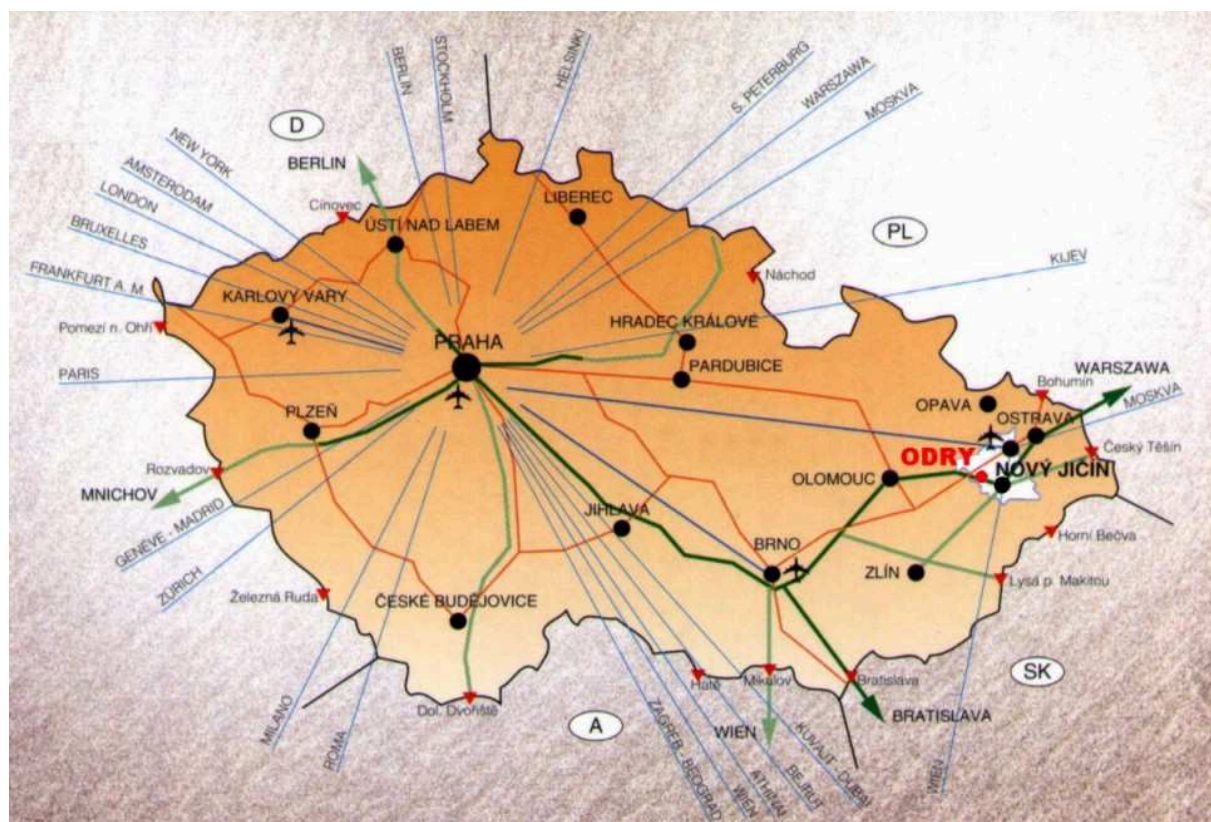 BERLIN
STOCKHOLM
HELSINKI
S. PETERBURG
WARSZAWA
MOSKVA
D
NEW YORK
BERLIN
AMSTERODAM
LONDON
Cínovec
LIBEREC
BRUXELLES
ÚSTÍ NAD LABEM
PL
FRANKFURT A. M.
KIJEV
Náchod
KARLOVY VARY
Pomezí n. Ohří
HRADEC KRÁLOVÉ
PRAHA
PARIS
PARDUBICE
WARSZAWA
Bohumín
MOSKVA
PLZEŇ
OPAVA
OSTRAVA
Český Těšín
ODRY
Rozvadov
NOVÝ JIČÍN
OLOMOUC
MNICHOV
GENÉVE - MADRID
JIHLAVA
Horní Bečva
BRNO
ZLÍN
Lysá p. Makitou
ZÜRICH
Železná Ruda
ČESKÉ BUDĚJOVICE
Hatě
Mikulov
Bratislava
SK
Dol. Dvořiště
MILANO
ROMA
A
WIEN
BRATISLAVA
ZAGREB - BEOGRAD
WIEN
ATHINAI
BEJRUT
KUVAJT - DUBAI
WIEN